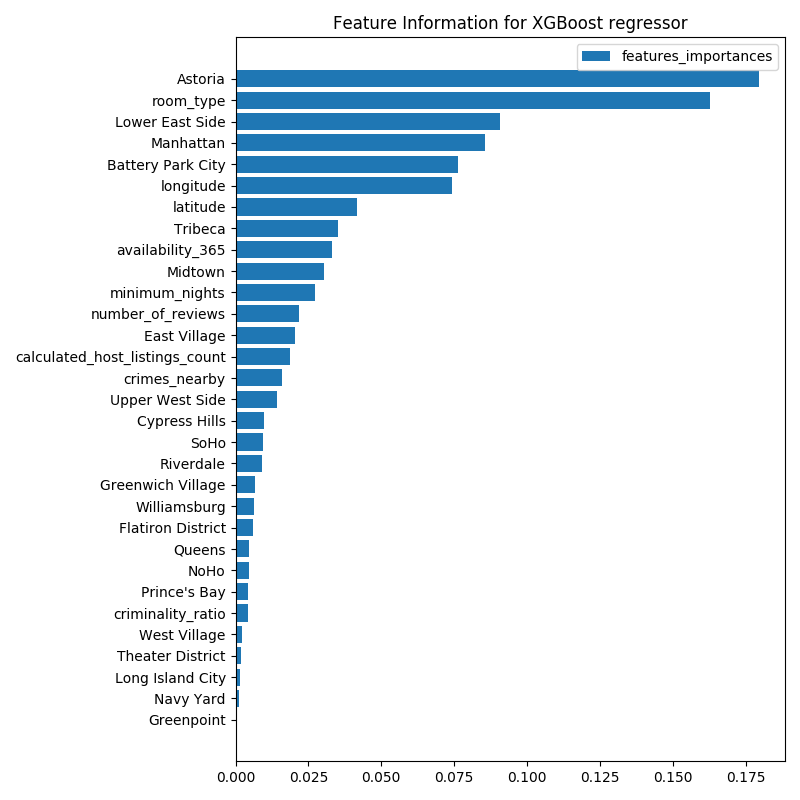 Feature Information for XGBoost regressor
features_importances
Astoria
room_type
Lower East Side
Manhattan
Battery Park City
longitude
latitude
Tribeca
availability_365
Midtown
minimum_nights
number_of_reviews
East Village
calculated_host_listings_count
crimes_nearby
Upper West Side
Cypress Hills
SoHo
Riverdale
Greenwich Village
Williamsburg
Flatiron District
Queens
NoHo
Prince's Bay
criminality_ratio
West Village
Theater District
Long Island City
Navy Yard
Greenpoint
0.000 0.025 0.050 0.075 0.100 0.125 0.150 0.175